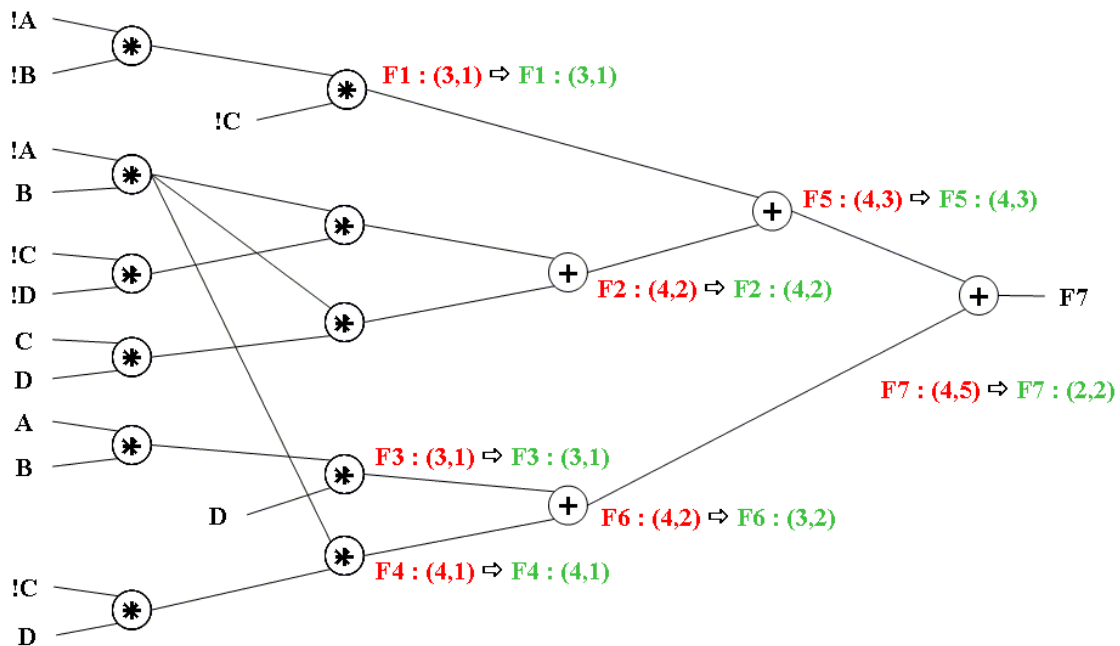 !A
*
!B
F1 : (3,1) ⇨ F1 : (3,1)
*
!C
!A
*
B
F5 : (4,3) ⇨ F5 : (4,3)
+
*
!C
*
!D
+
F2 : (4,2) ⇨ F2 : (4,2)
+
F7
*
C
*
D
F7 : (4,5) ⇨ F7 : (2,2)
A
*
B
F3 : (3,1) ⇨ F3 : (3,1)
*
D
+
F6 : (4,2) ⇨ F6 : (3,2)
*
F4 : (4,1) ⇨ F4 : (4,1)
!C
*
D